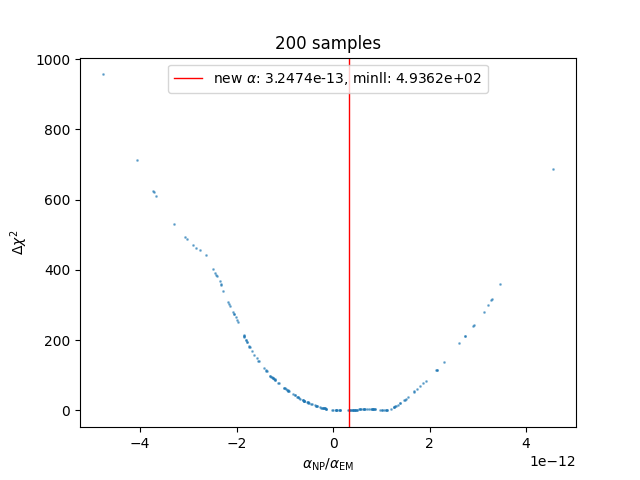 200 samples
new α: 3.2474e-13, minll: 4.9362e+02
1000
800
600
400
200
0
Δχ²
−4
−2
0
2
4
1e−12
α_NP/α_EM